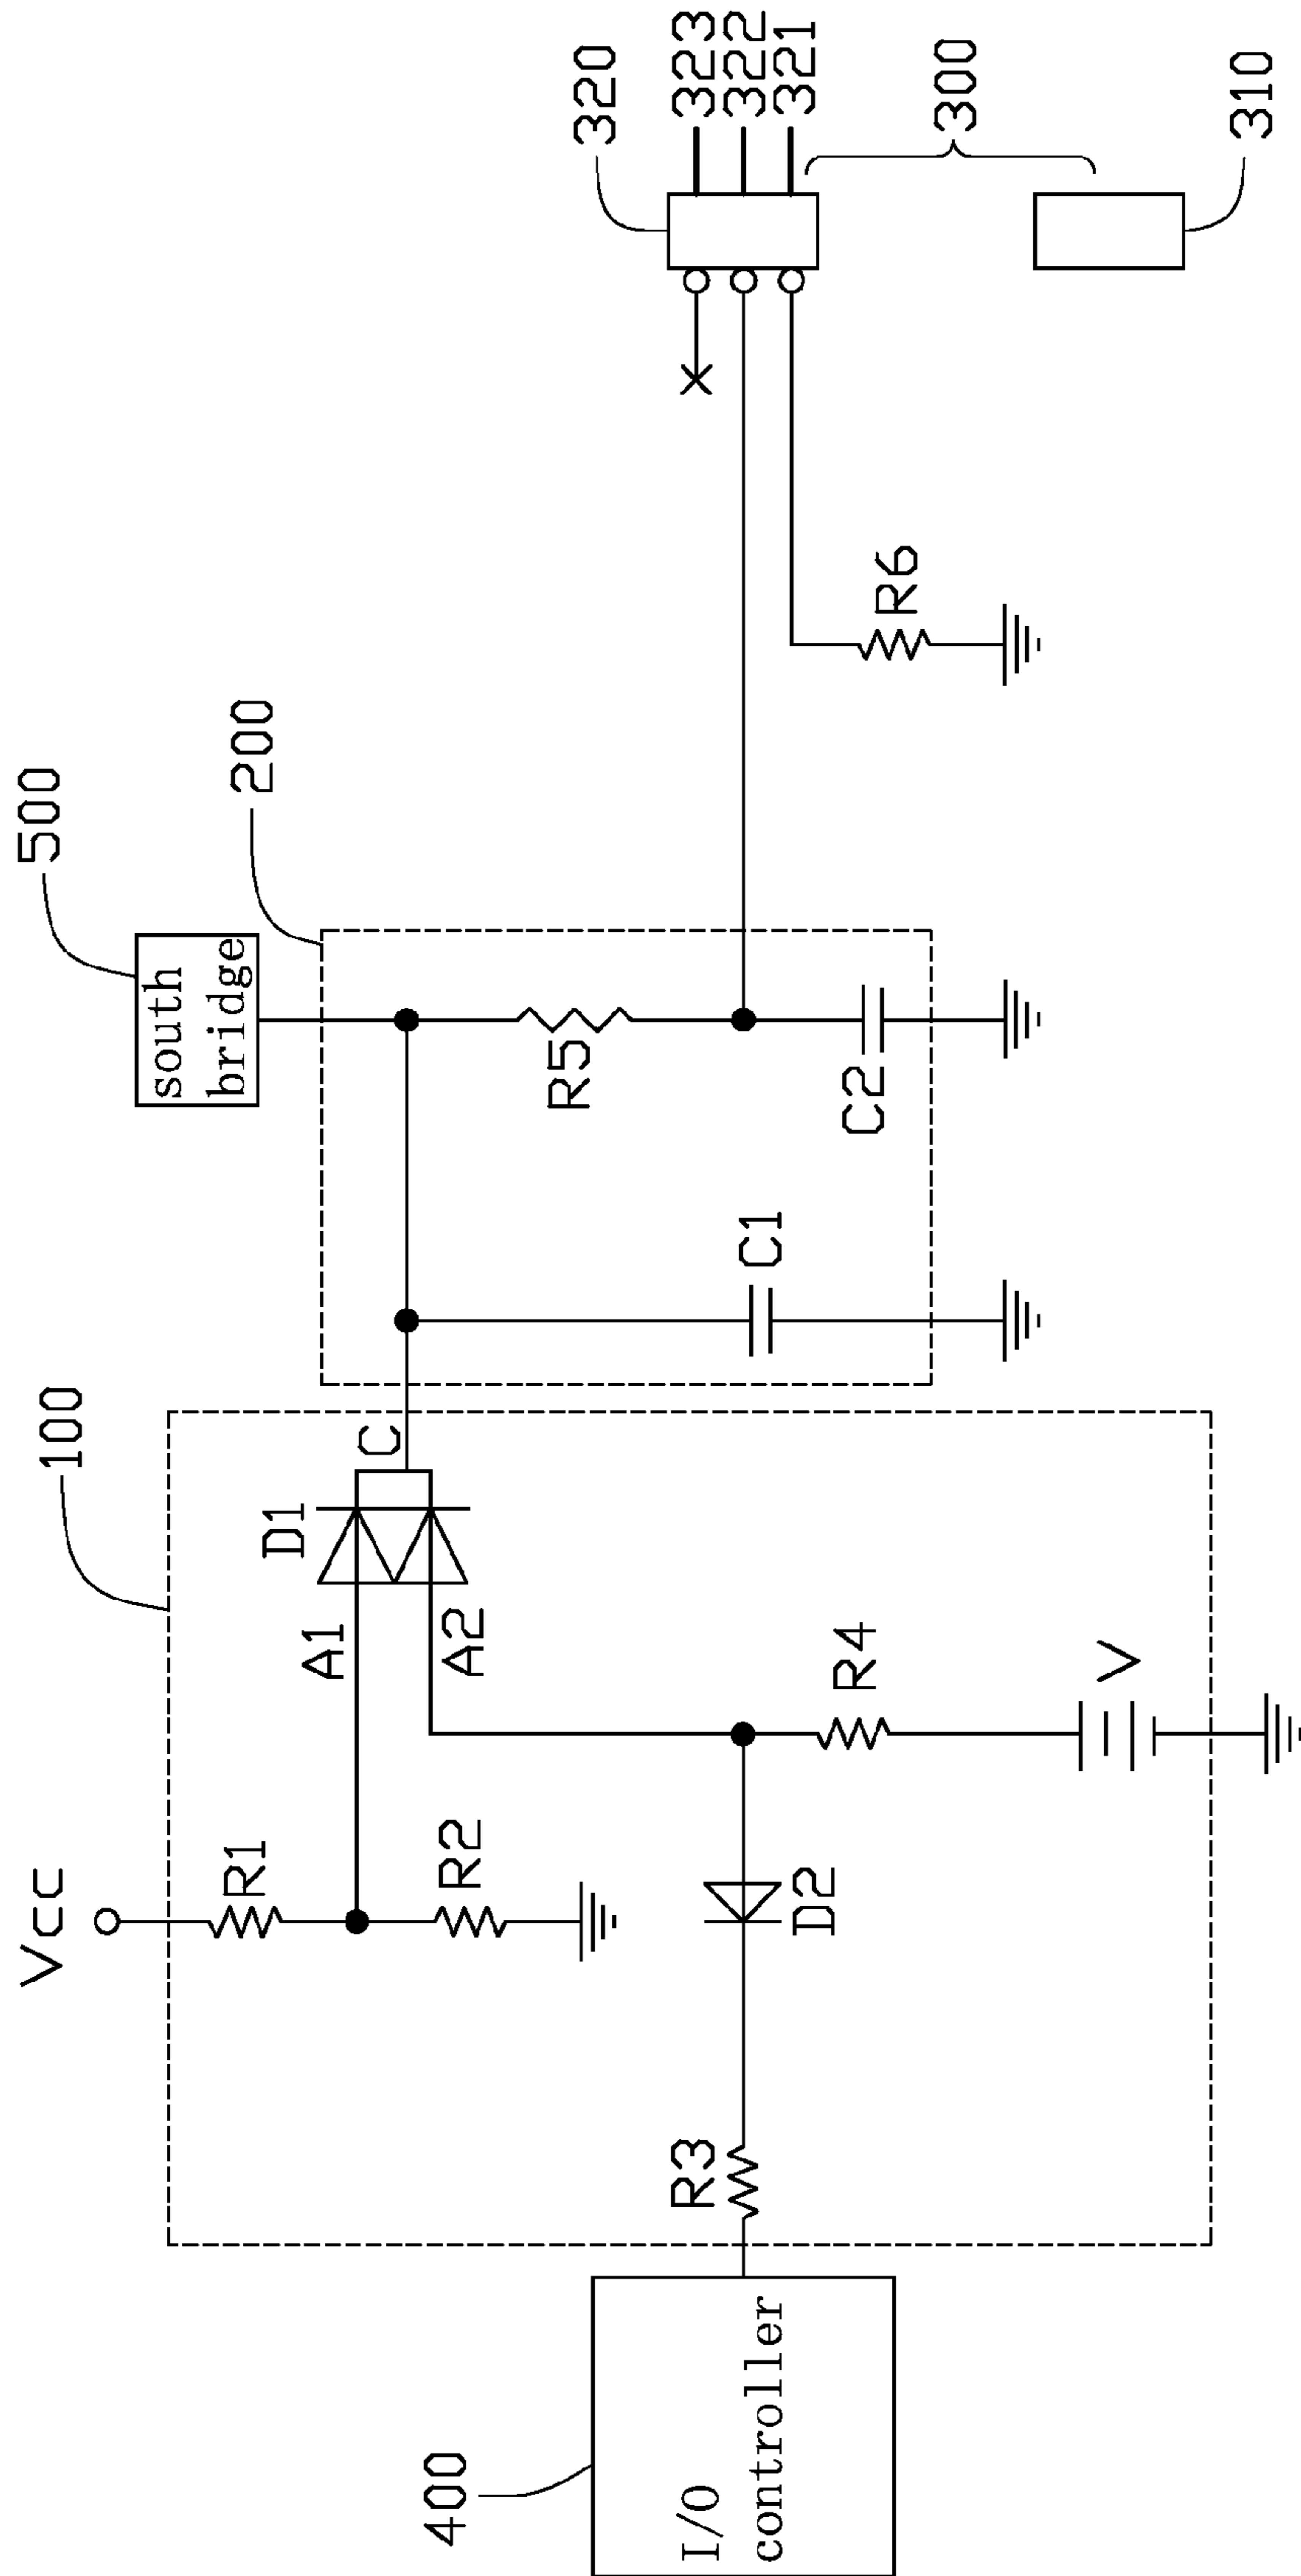 400
I/O
controller
R3
100
Vcc
R1
R2
D2
A1
A2
D1
C
R4
V
500
south
bridge
200
C1
R5
C2
R6
320
323
322
321
300
310